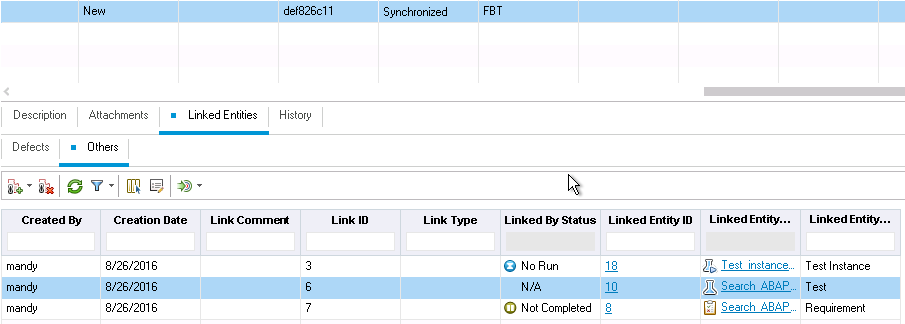 New def826c11 Synchronized FBT
Description Attachments Linked Entities History
Defects Others
Created By Creation Date Link Comment Link ID Link Type Linked By Status Linked Entity ID Linked Entity... Linked Entity...
mandy 8/26/2016 3 No Run 18 Test_instance... Test Instance
mandy 8/26/2016 6 N/A 10 Search_ABAP... Test
mandy 8/26/2016 7 Not Completed 8 Search_ABAP... Requirement